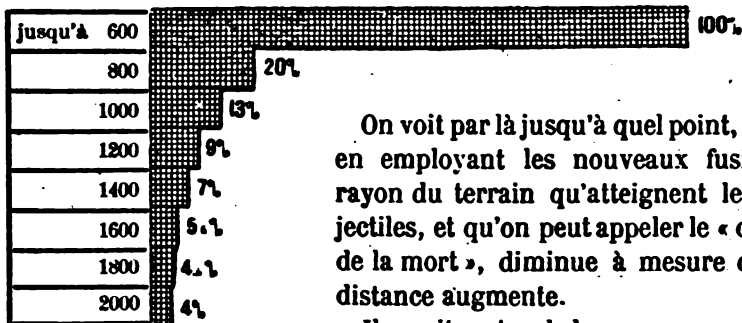 jusqu'à 600 100%
800 20%
1000 13%
1200 9%
1400 7%
1600 5.%
1800 4.%
2000 4%
On voit par là jusqu'à quel point,
en employant les nouveaux
rayon du terrain qu'atteignent
jectiles, et qu'on peut appeler le «
de la mort », diminue à mesure
distance augmente.